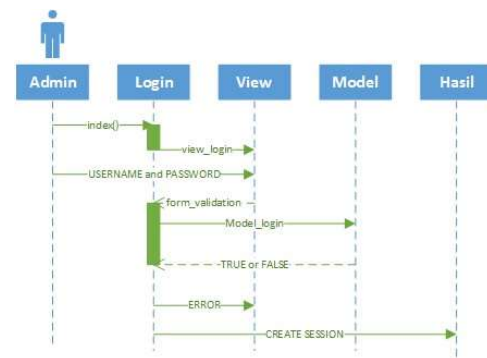 Admin
Login
View
Model
Hasil
index()
view_login
USERNAME and PASSWORD
form_validation
Model_login
TRUE or FALSE
ERROR
CREATE SESSION